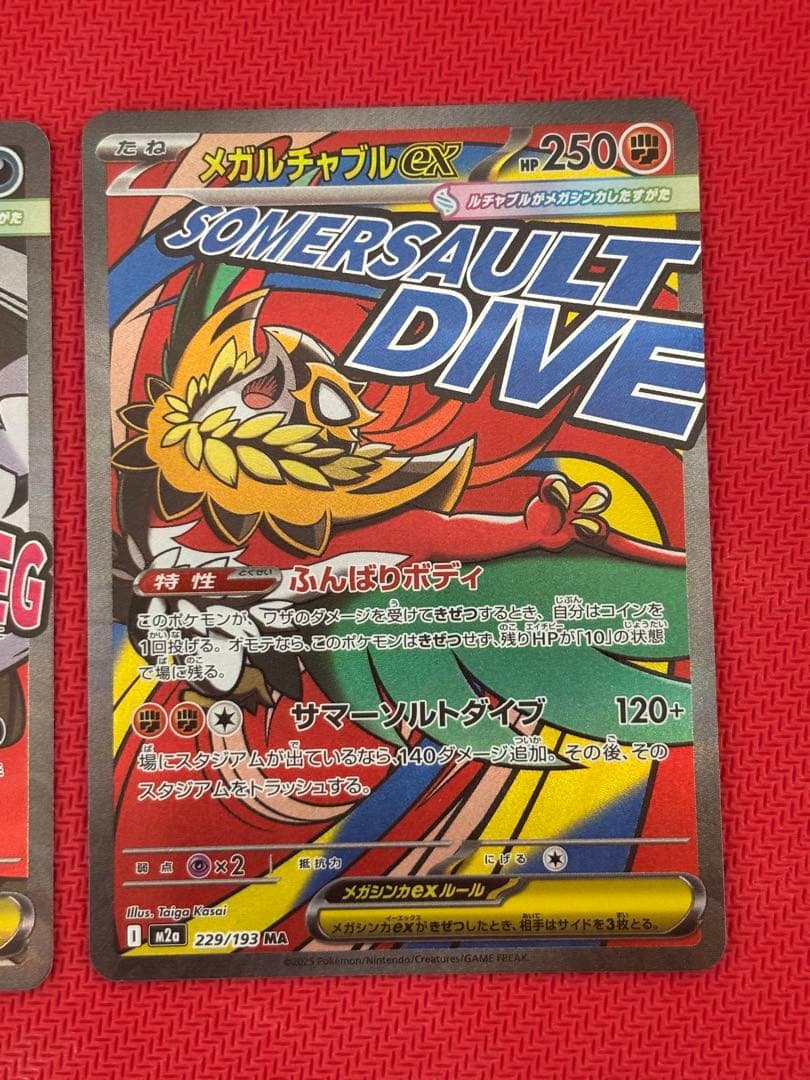 がた
EG
たね
メガルチャブルex
HP250
ルチャブルがメガシンカしたすがた
SOMERSAULT
DIVE
特性
とくせい
ふんばりボディ
このポケモンが、ワザのダメージを受けてきぜつするとき、自分はコインを
1回投げる。オモテなら、このポケモンはきぜつせず、残りHPが「10」の状態
で場に残る。
サマーソルトダイブ 120+
場にスタジアムが出ているなら、140ダメージ追加。その後、その
スタジアムをトラッシュする。
弱点 ×2 抵抗力 にげる
メガシンカexルール
メガシンカexがきぜつしたとき、相手はサイドを3枚とる。
Illus. Taiga Kasai
I m2a 229/193 MA
©2025 Pokémon/Nintendo/Creatures/GAME FREAK.